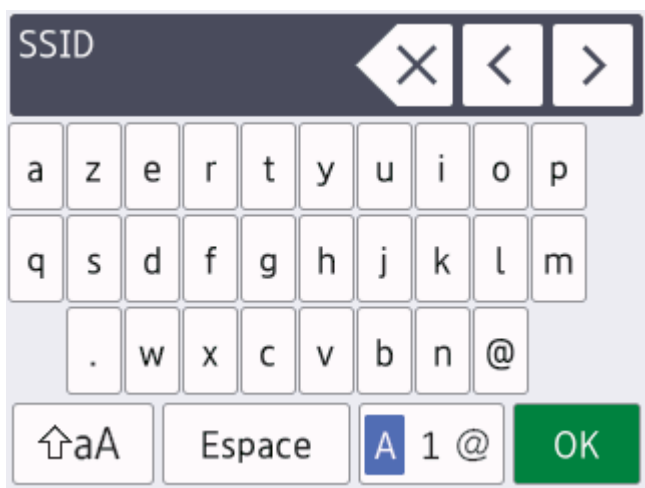 SSID
a z e r t y u i o p
q s d f g h j k l m
. w x c v b n @
aA Espace A 1 @ OK